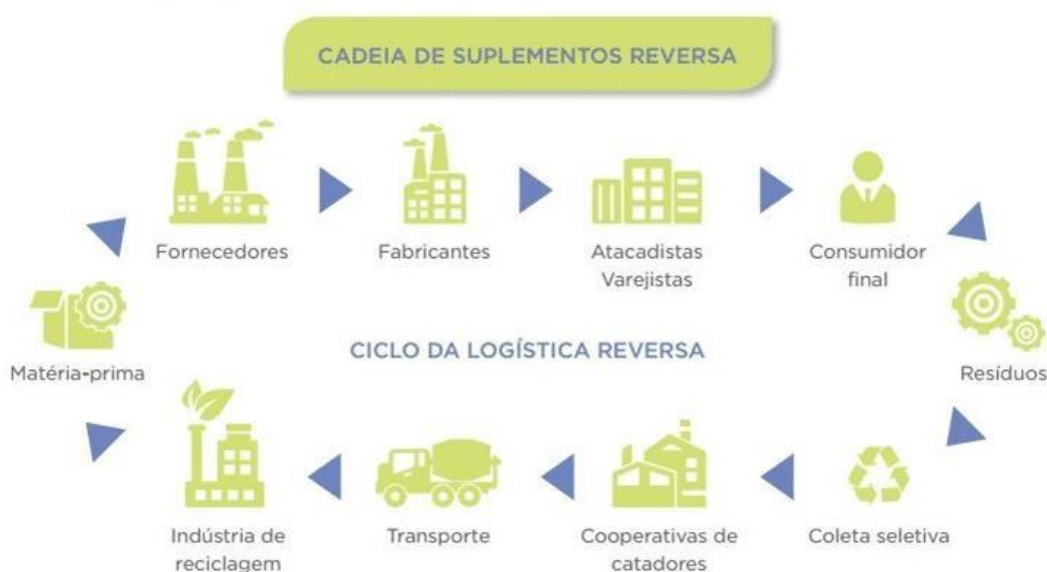 CADEIA DE SUPLEMENTOS REVERSA
Fornecedores
Fabricantes
Atacadistas
Varejistas
Consumidor
final
Matéria-prima
CICLO DA LOGÍSTICA REVERSA
Resíduos
Indústria de
reciclagem
Transporte
Cooperativas de
catadores
Coleta seletiva